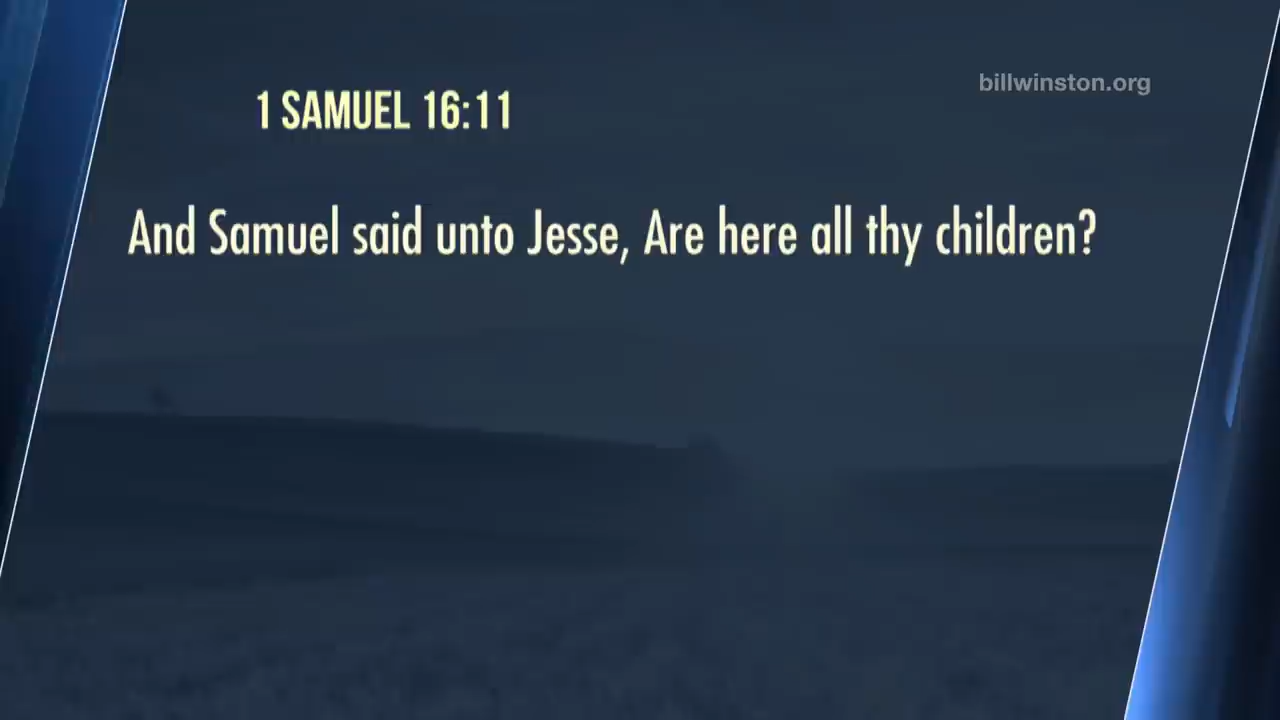 billwinston.org
1 SAMUEL 16:11
And Samuel said unto Jesse, Are here all thy children?